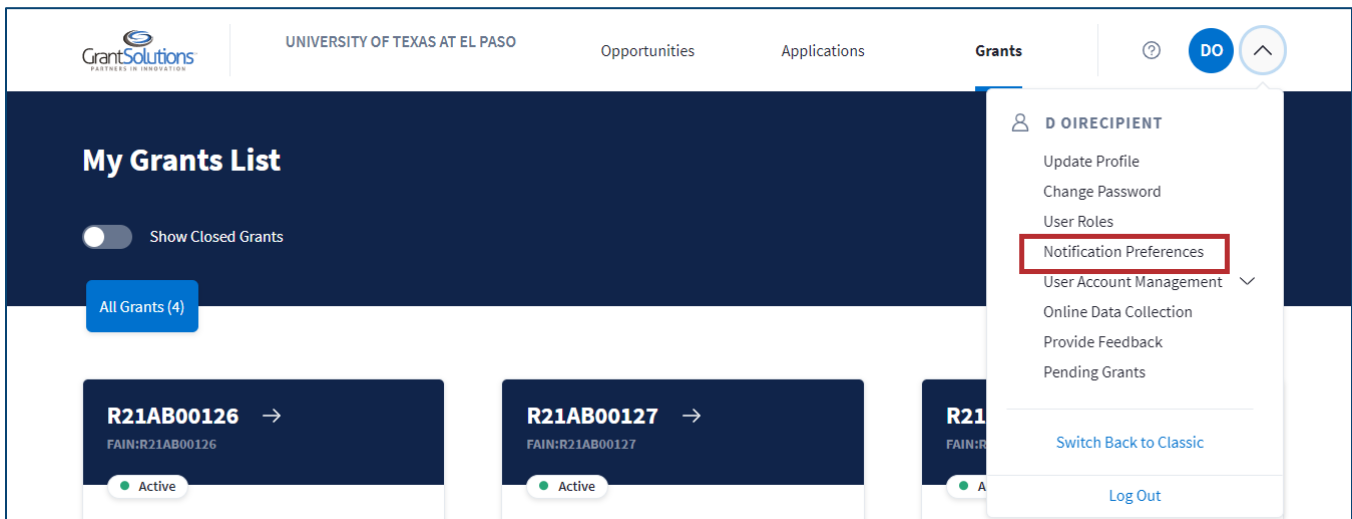 GrantSolutions
PARTNERS IN INNOVATION
UNIVERSITY OF TEXAS AT EL PASO
Opportunities
Applications
Grants
?
DO
My Grants List
Show Closed Grants
All Grants (4)
D OIRECIPIENT
Update Profile
Change Password
User Roles
Notification Preferences
User Account Management
Online Data Collection
Provide Feedback
Pending Grants
Switch Back to Classic
Log Out
R21AB00126 →
FAIN:R21AB00126
Active
R21AB00127 →
FAIN:R21AB00127
Active
R21
FAIN:R
A